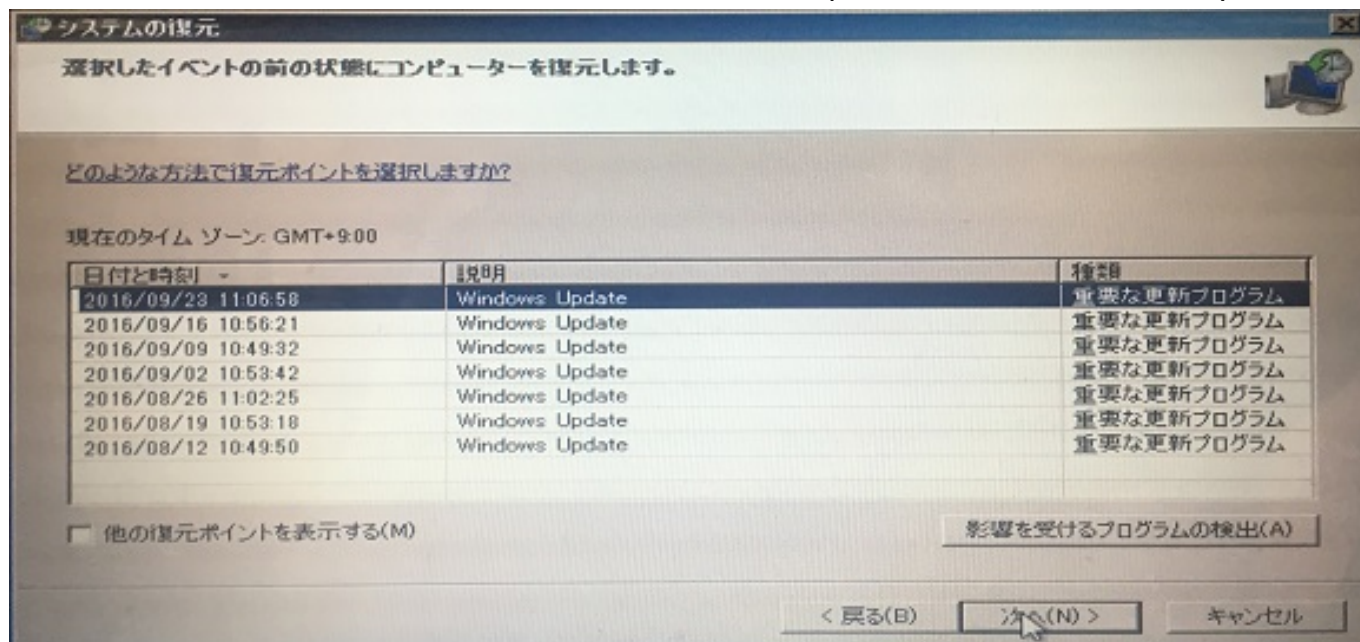 システムの復元
選択したイベントの前の状態にコンピューターを復元します。
どのような方法で復元ポイントを選択しますか?
現在のタイム ゾーン: GMT+9:00
日付と時刻 説明 種類
2016/09/23 11:06:58 Windows Update 重要な更新プログラム
2016/09/16 10:56:21 Windows Update 重要な更新プログラム
2016/09/09 10:49:32 Windows Update 重要な更新プログラム
2016/09/02 10:53:42 Windows Update 重要な更新プログラム
2016/08/26 11:02:25 Windows Update 重要な更新プログラム
2016/08/19 10:53:18 Windows Update 重要な更新プログラム
2016/08/12 10:49:50 Windows Update 重要な更新プログラム
他の復元ポイントを表示する(M) 影響を受けるプログラムの検出(A)
< 戻る(B) 次へ(N) > キャンセル